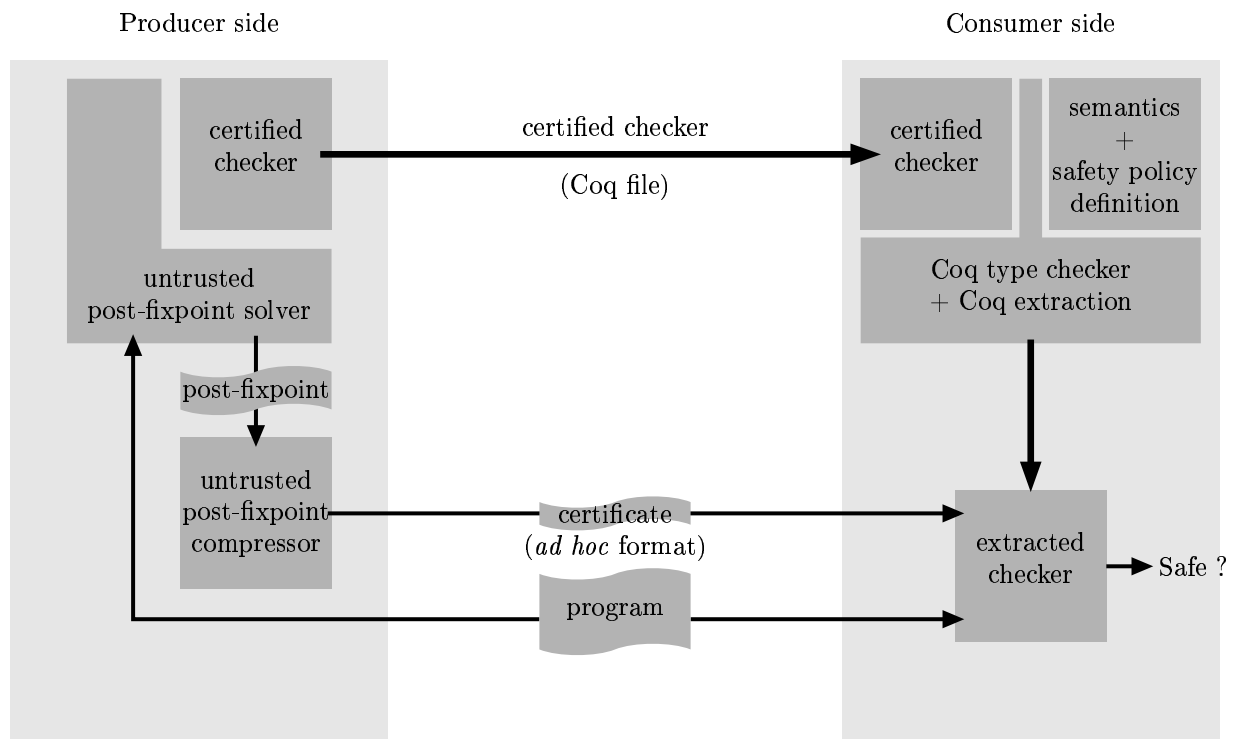 Producer side
Consumer side
certified
checker
certified checker
(Coq file)
certified
checker
semantics
+
safety policy
definition
untrusted
post-fixpoint solver
Coq type checker
+ Coq extraction
post-fixpoint
untrusted
post-fixpoint
compressor
certificate
(ad hoc format)
program
extracted
checker
Safe ?